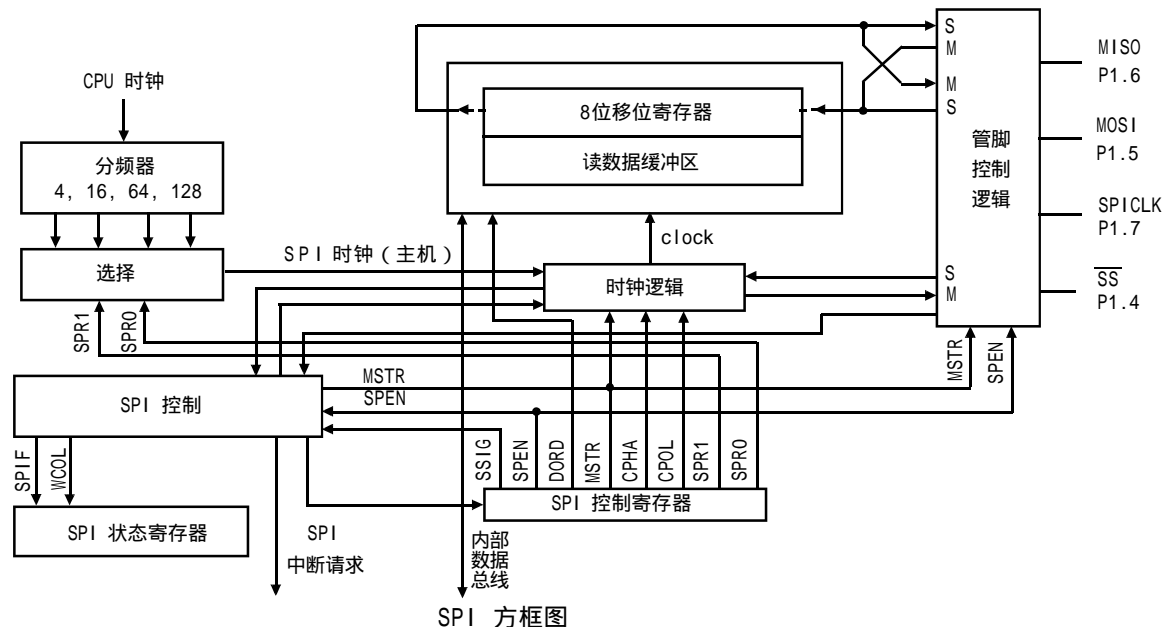 S
M
MISO
P1.6
CPU 时钟
M
S
8位移位寄存器
管脚
控制
逻辑
MOSI
P1.5
分频器
4, 16, 64, 128
读数据缓冲区
SPICLK
P1.7
clock
SPI 时钟（主机）
选择
时钟逻辑
S
M
SS
P1.4
SPR1
SPR0
MSTR
SPEN
MSTR
SPEN
SPI 控制
SPIF
WCOL
SSIG
SPEN
DORD
MSTR
CPHA
CPOL
SPR1
SPR0
SPI 控制寄存器
SPI 状态寄存器
SPI
中断请求
内部
数据
总线
SPI 方框图